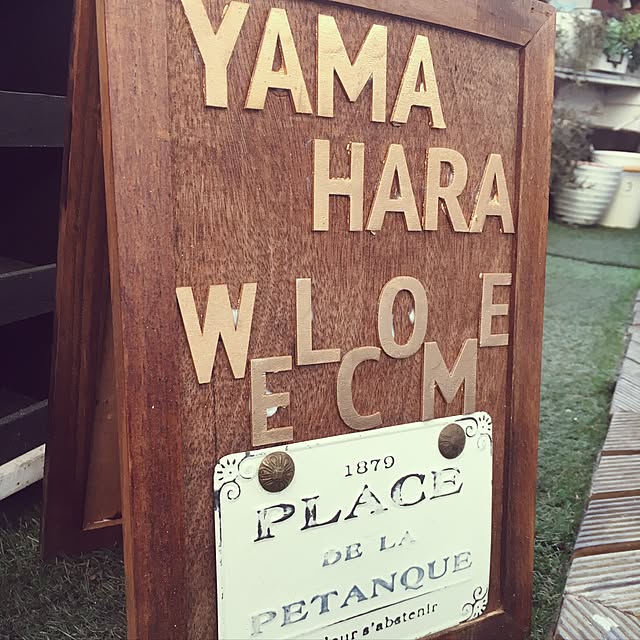 YAMA
HARA
WELCOME
1879
PLACE
DE LA
PETANQUE
s'abstenir